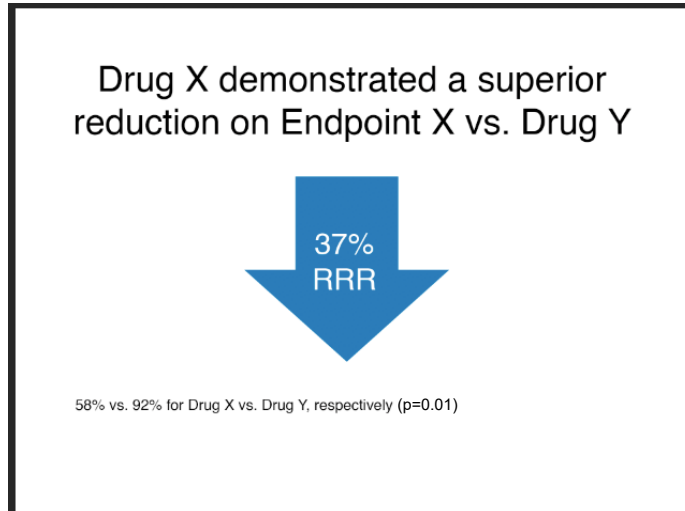 Drug X demonstrated a superior
reduction on Endpoint X vs. Drug Y
37%
RRR
58% vs. 92% for Drug X vs. Drug Y, respectively (p=0.01)